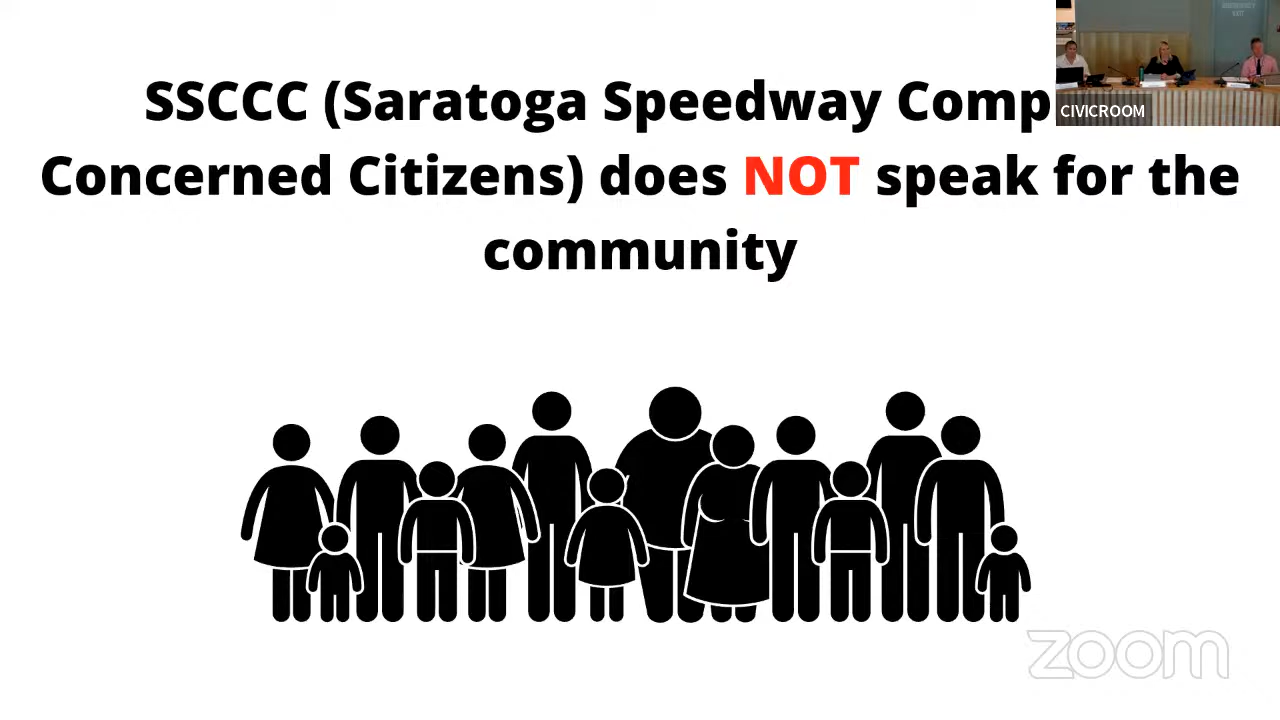 SSCCC (Saratoga Speedway Comp
Concerned Citizens) does NOT speak for the
community
CIVICROOM
zoom